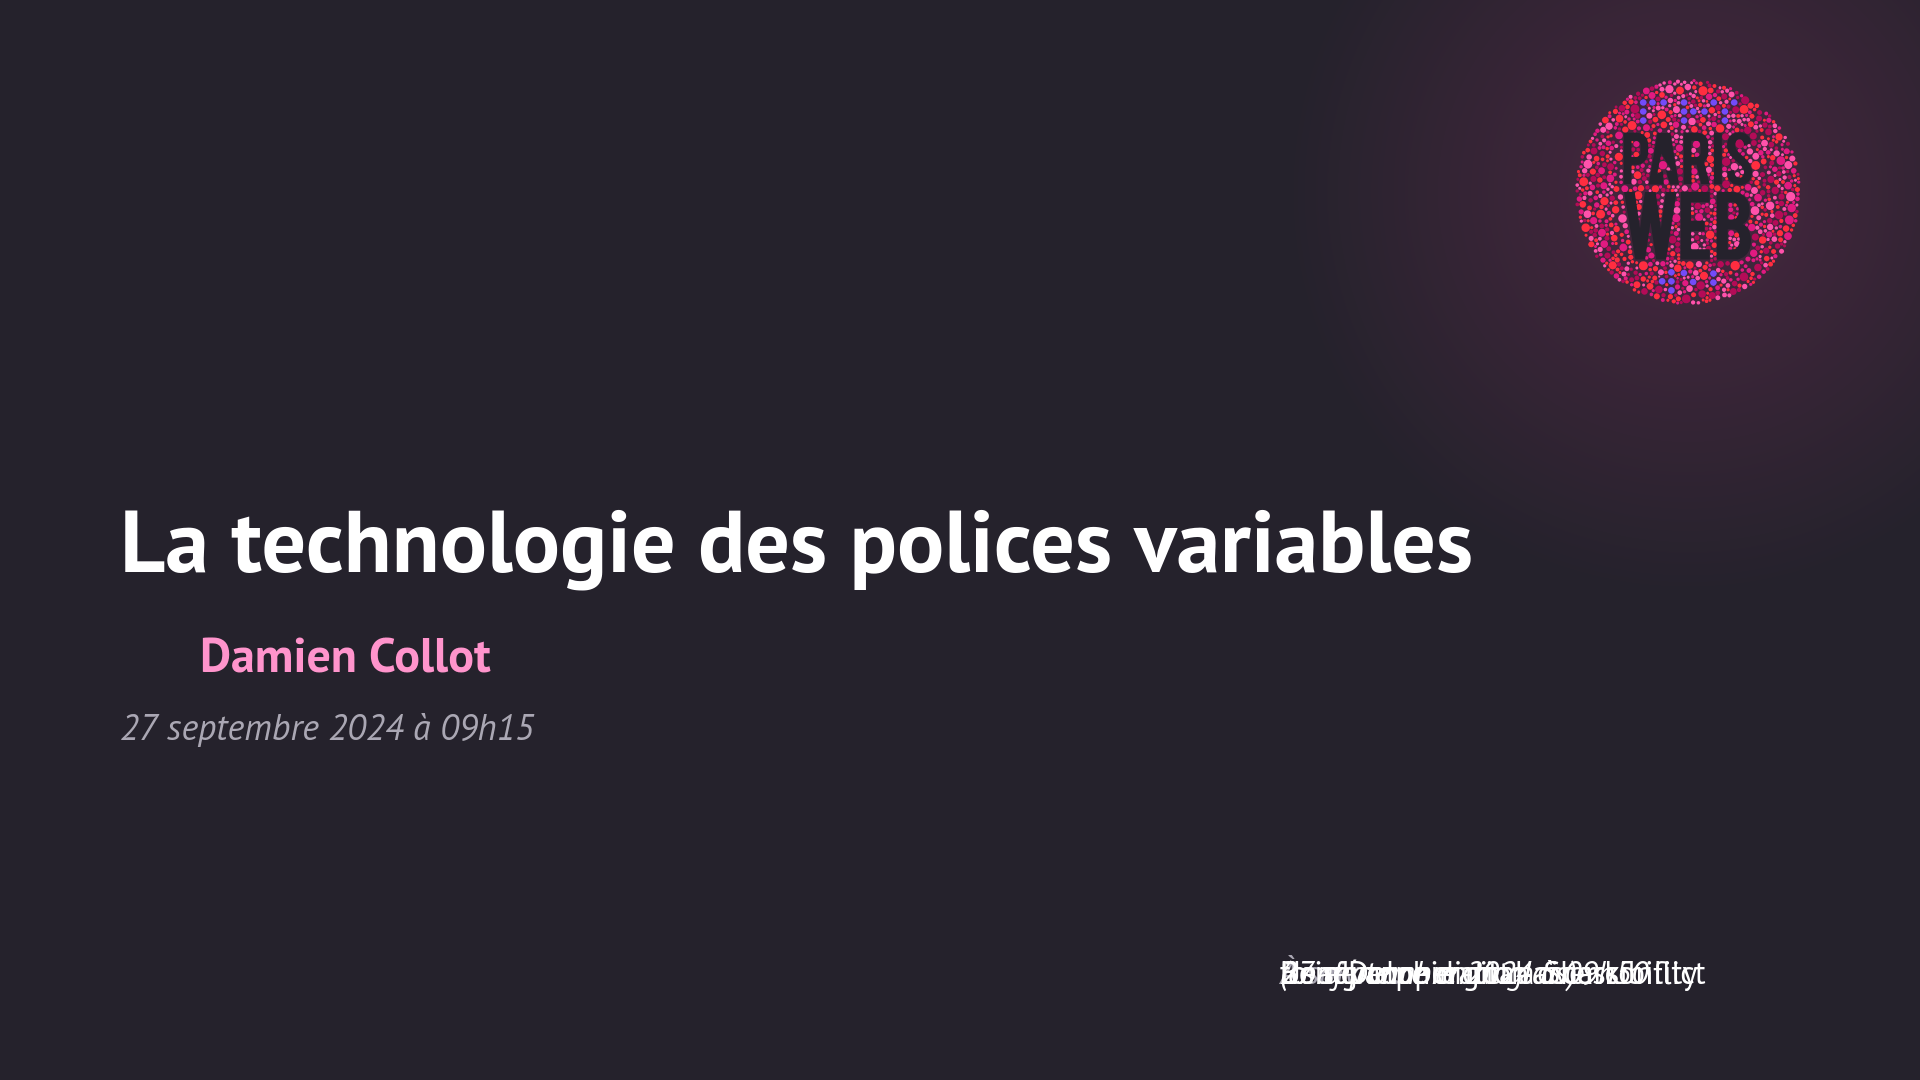 PARIS
WEB
La technologie des polices variables
Damien Collot
27 septembre 2024 à 09h15